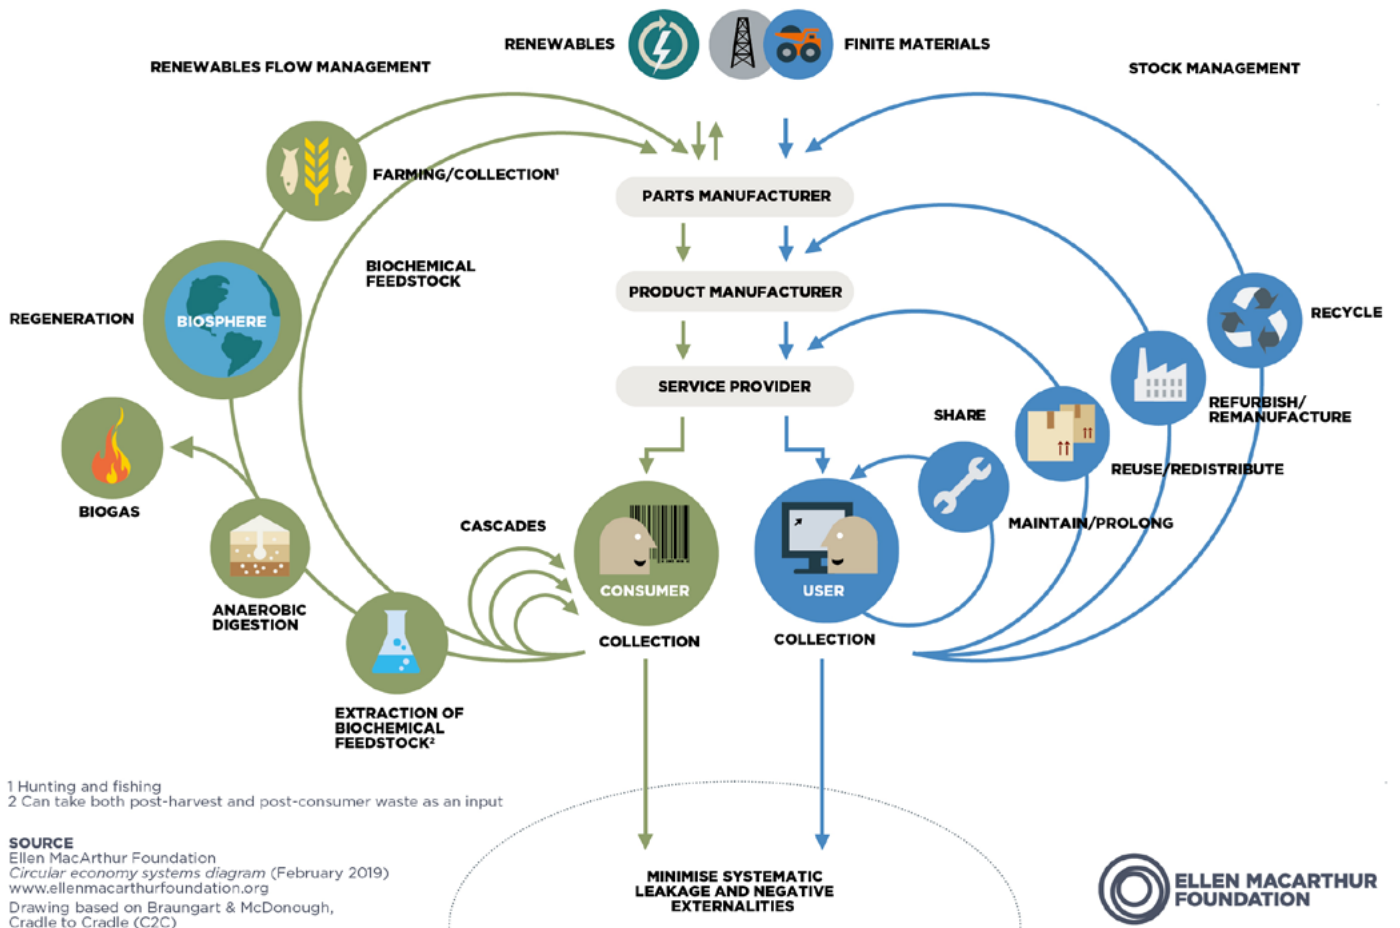 RENEWABLES
FINITE MATERIALS
RENEWABLES FLOW MANAGEMENT
STOCK MANAGEMENT
FARMING/COLLECTION¹
PARTS MANUFACTURER
BIOCHEMICAL
FEEDSTOCK
PRODUCT MANUFACTURER
REGENERATION
BIOSPHERE
RECYCLE
SERVICE PROVIDER
SHARE
REFURBISH/
REMANUFACTURE
REUSE/REDISTRIBUTE
BIOGAS
CASCADES
MAINTAIN/PROLONG
CONSUMER
USER
ANAEROBIC
DIGESTION
COLLECTION
COLLECTION
EXTRACTION OF
BIOCHEMICAL
FEEDSTOCK²
1 Hunting and fishing
2 Can take both post-harvest and post-consumer waste as an input
SOURCE
Ellen MacArthur Foundation
Circular economy systems diagram (February 2019)
www.ellenmacarthurfoundation.org
Drawing based on Braungart & McDonough,
Cradle to Cradle (C2C)
MINIMISE SYSTEMATIC
LEAKAGE AND NEGATIVE
EXTERNALITIES
ELLEN MACARTHUR
FOUNDATION